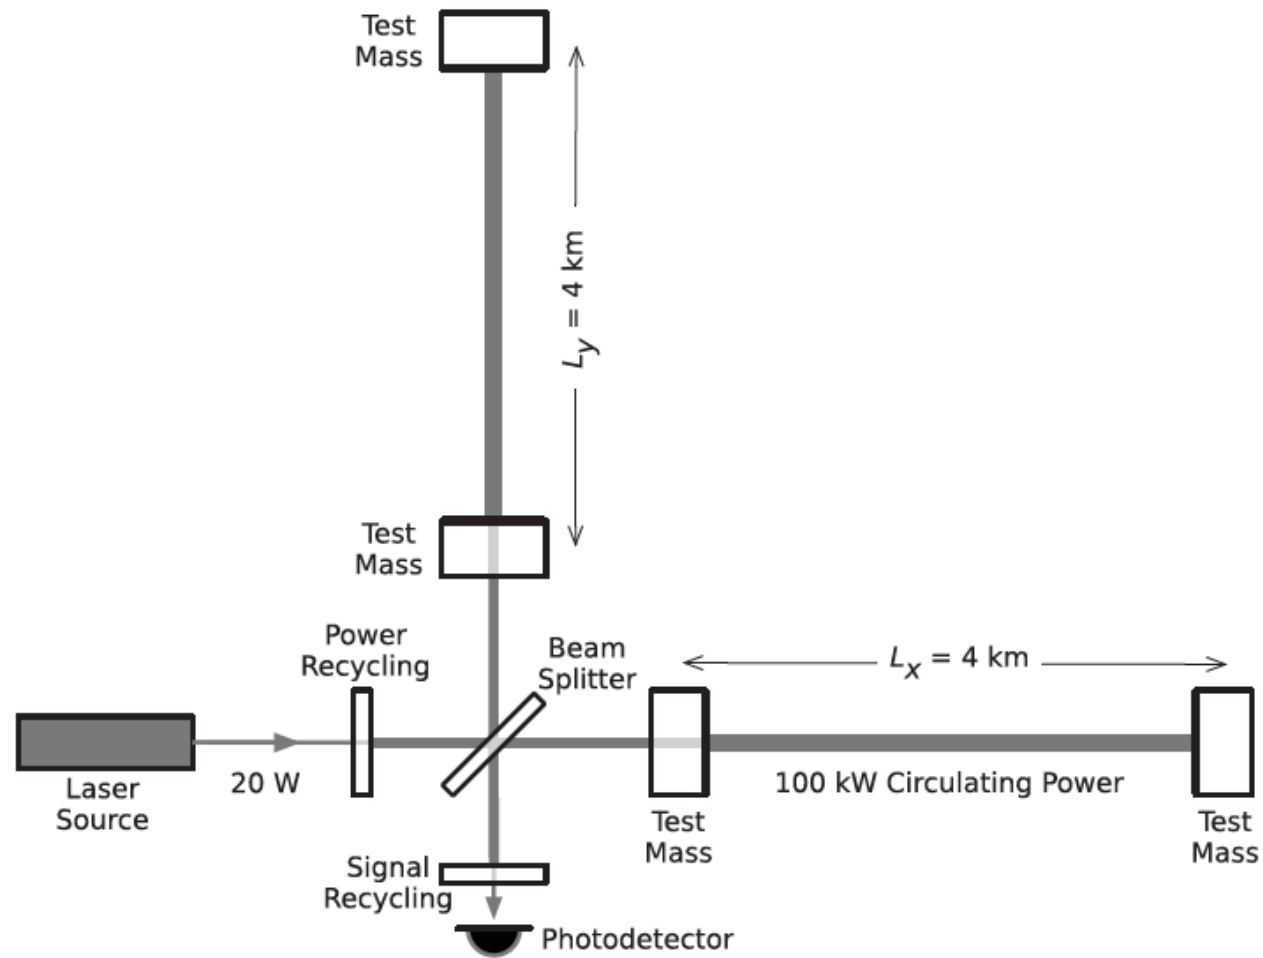 Test
Mass
Ly = 4 km
Test
Mass
Power
Recycling
Beam
Splitter
Lx = 4 km
Laser
Source
20 W
100 kW Circulating Power
Test
Mass
Test
Mass
Signal
Recycling
Photodetector